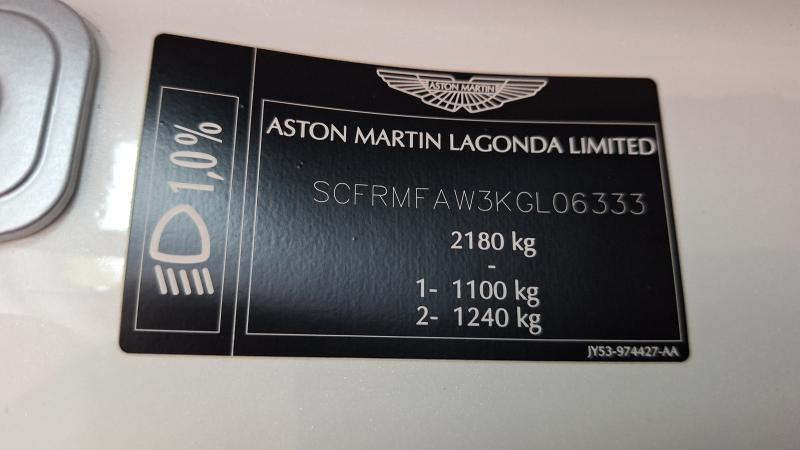 ASTON MARTIN
ASTON MARTIN LAGONDA LIMITED
SCFRMFAW3KGL06333
2180 kg
-
1- 1100 kg
2- 1240 kg
1,0%
JY53-974427-AA